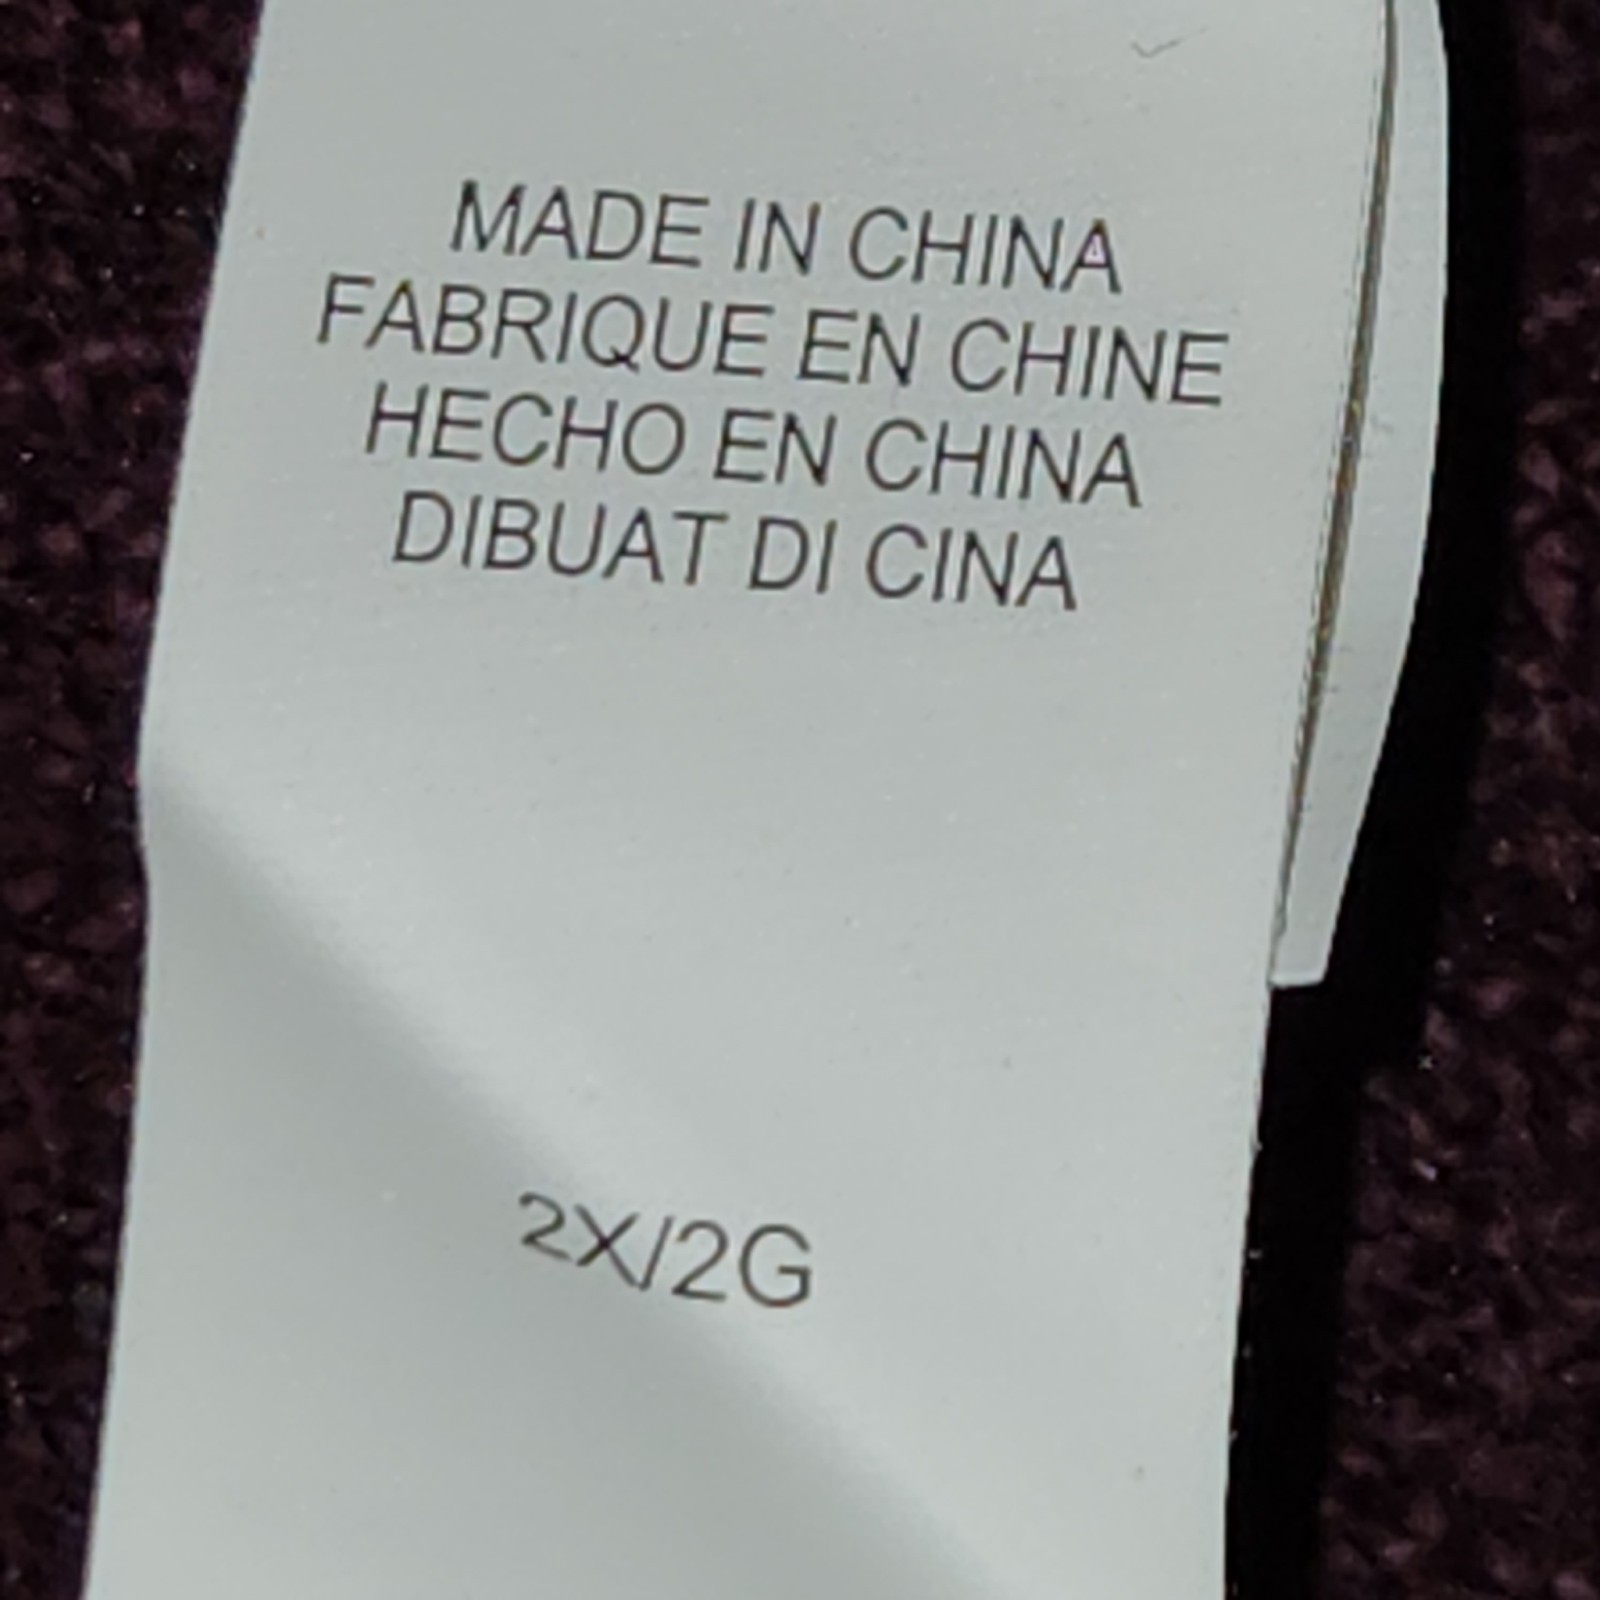 MADE IN CHINA
FABRIQUE EN CHINE
HECHO EN CHINA
DIBUAT DI CINA
2X/2G